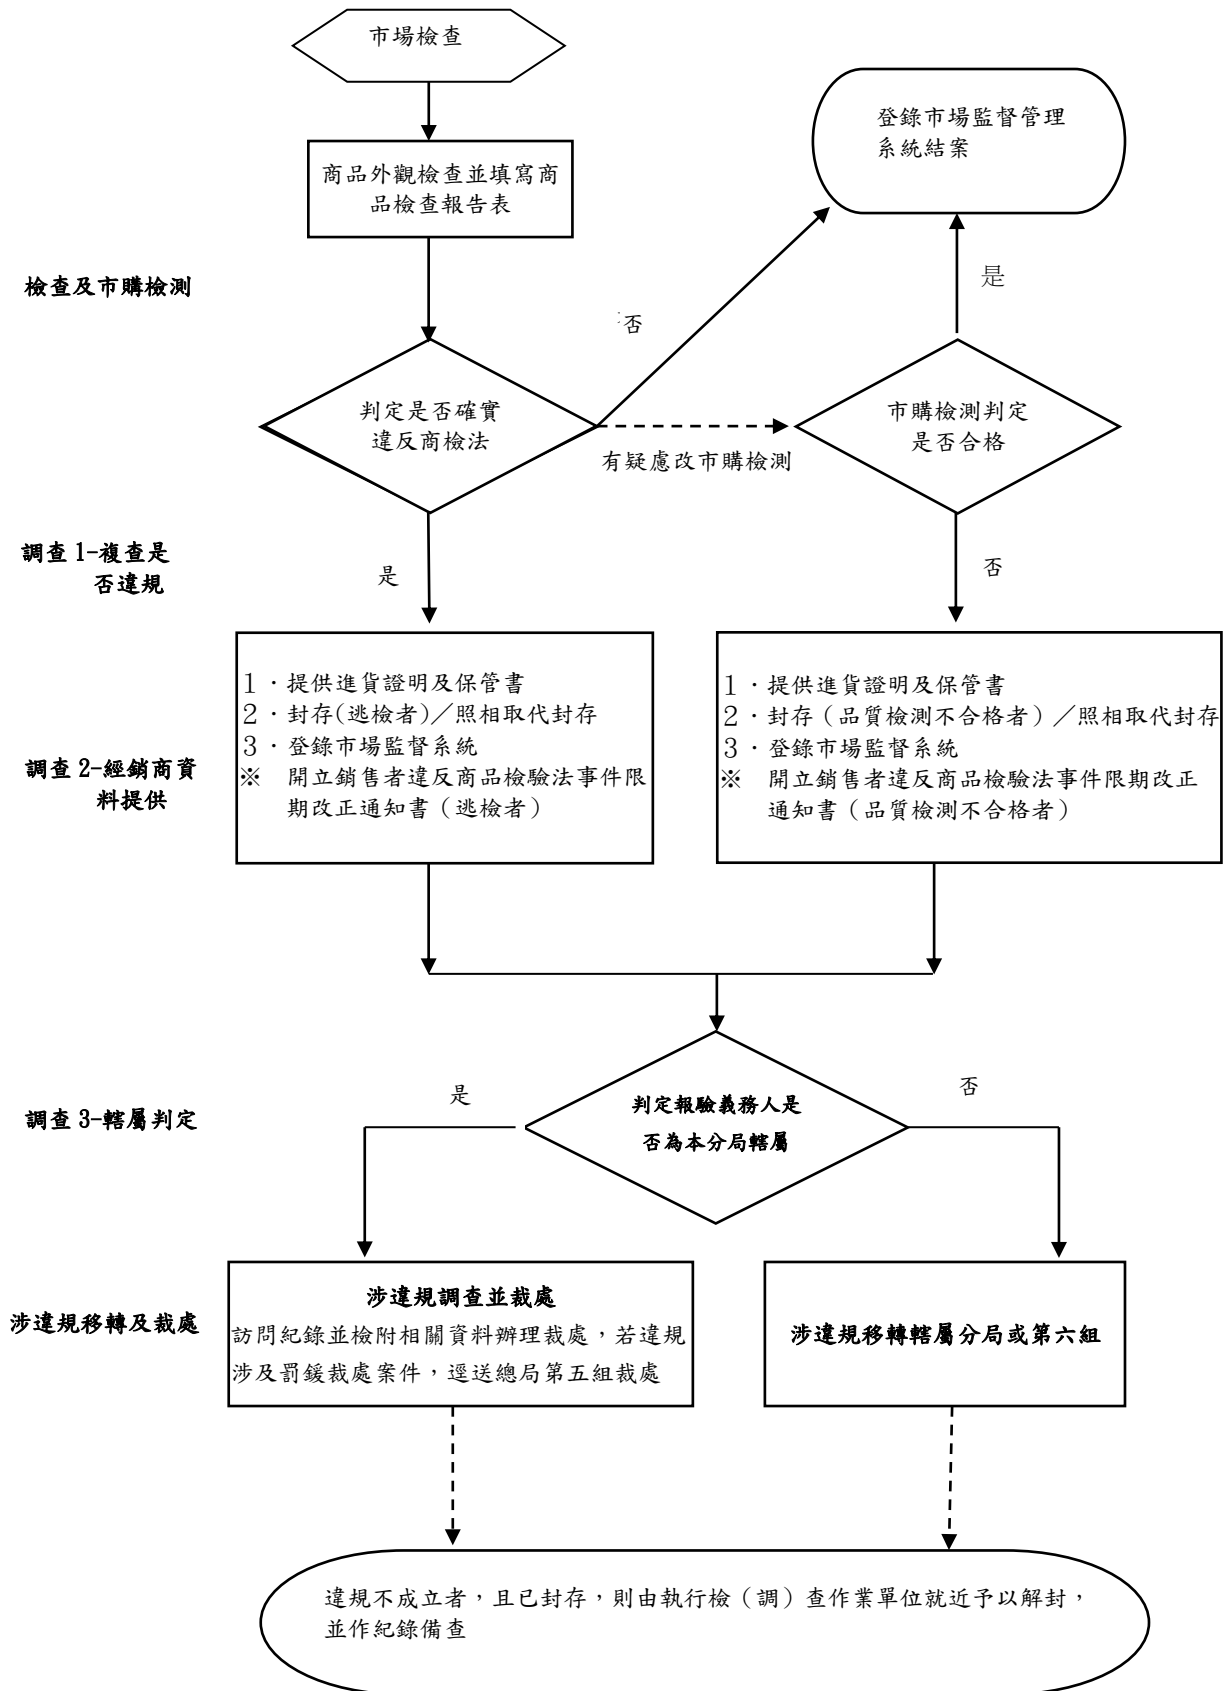 市場檢查
登錄市場監督管理
系統結案
商品外觀檢查並填寫商
品檢查報告表
檢查及市購檢測
否
是
判定是否確實
違反商檢法
有疑慮改市購檢測
市購檢測判定
是否合格
調查 1-複查是
否違規
是
否
調查 2-經銷商資
料提供
１．提供進貨證明及保管書
２．封存(逃檢者)／照相取代封存
３．登錄市場監督系統
※ 開立銷售者違反商品檢驗法事件限
期改正通知書（逃檢者）
１．提供進貨證明及保管書
２．封存（品質檢測不合格者）／照相取代封存
３．登錄市場監督系統
※ 開立銷售者違反商品檢驗法事件限期改正
通知書（品質檢測不合格者）
調查 3-轄屬判定
是
判定報驗義務人是
否為本分局轄屬
否
涉違規移轉及裁處
涉違規調查並裁處
訪問紀錄並檢附相關資料辦理裁處，若違規
涉及罰鍰裁處案件，逕送總局第五組裁處
涉違規移轉轄屬分局或第六組
違規不成立者，且已封存，則由執行檢（調）查作業單位就近予以解封，
並作紀錄備查